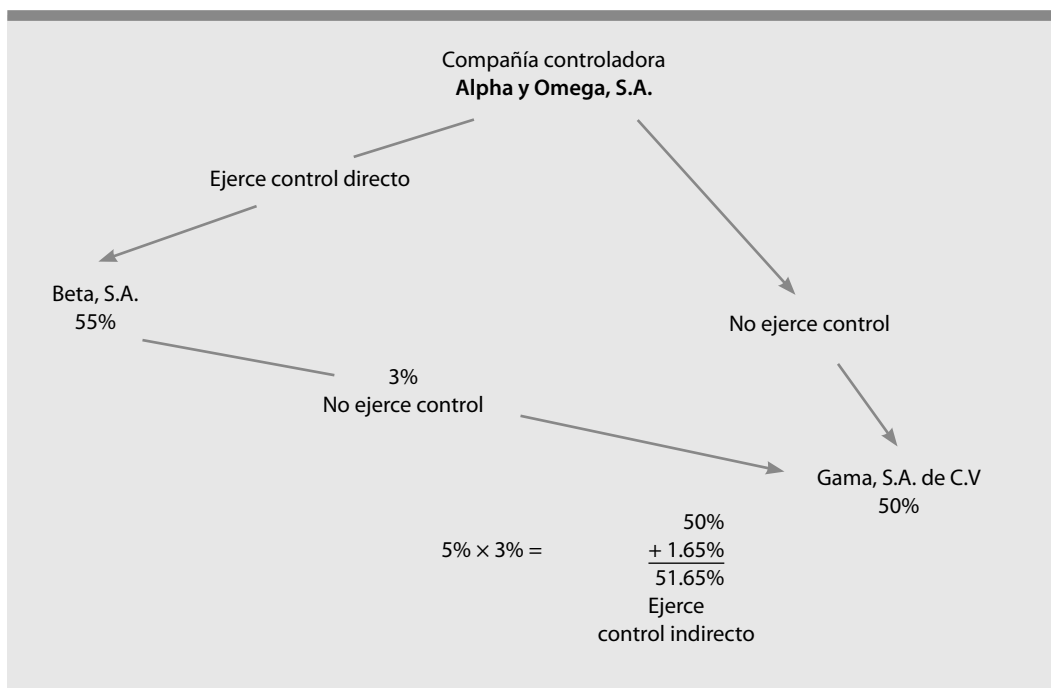 Compañía controladora
Alpha y Omega, S.A.
Ejerce control directo
Beta, S.A.
55%
No ejerce control
3%
No ejerce control
Gama, S.A. de C.V
50%
50%
5% × 3% = + 1.65%
51.65%
Ejerce
control indirecto